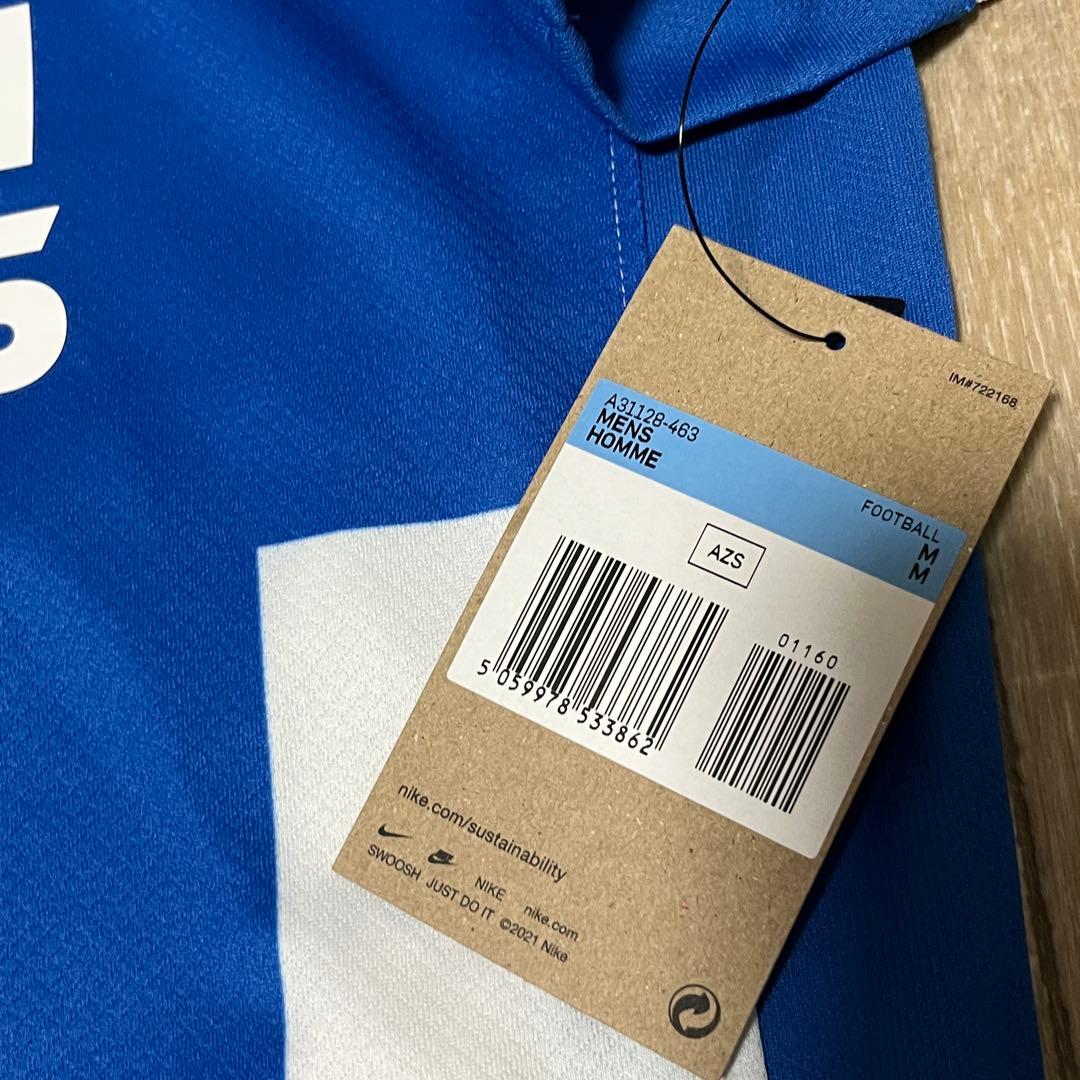 IM#722168
A31128-463
MENS
HOMME
FOOTBALL
M
M
AZS
01160
5 059978 533862
nike.com/sustainability
NIKE nike.com
SWOOSH JUST DO IT ©2021 Nike